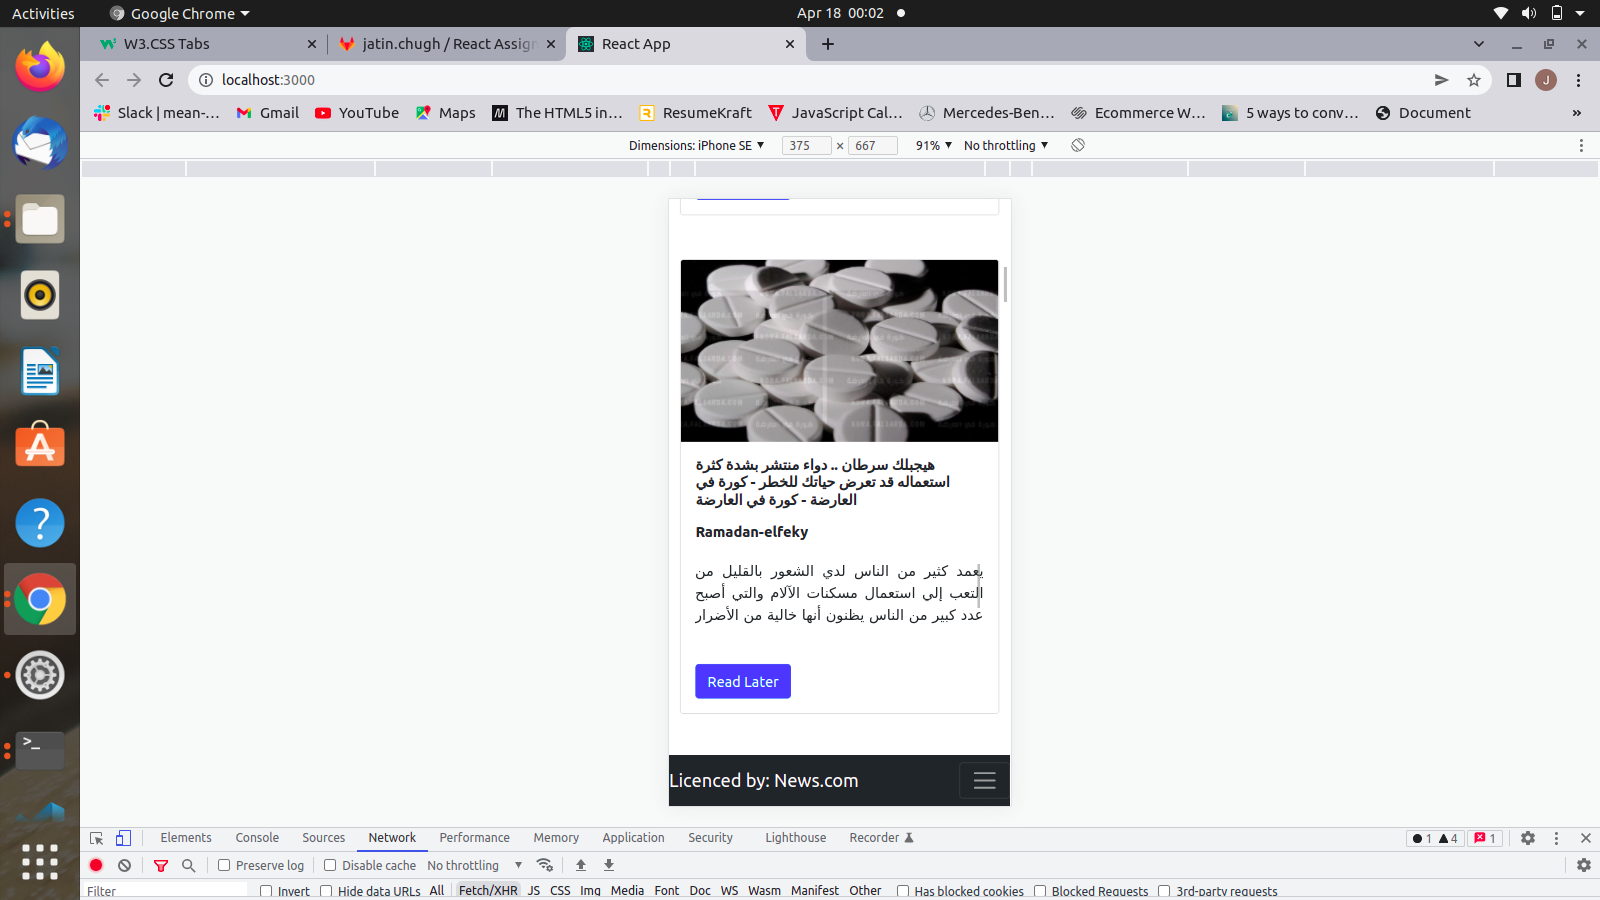 Activities
Google Chrome
Apr 18 00:02
W3.CSS Tabs
jatin.chugh / React Assign
React App
localhost:3000
J
Slack | mean-...
Gmail
YouTube
Maps
The HTML5 in...
ResumeKraft
JavaScript Cal...
Mercedes-Ben...
Ecommerce W...
5 ways to conv...
Document
»
Dimensions: iPhone SE
375 × 667
91%
No throttling
هيجبلك سرطان .. دواء منتشر بشدة كثرة
استعماله قد تعرض حياتك للخطر - كورة في
العارضة - كورة في العارضة
Ramadan-elfeky
يعمد كثير من الناس لدي الشعور بالقليل من
التعب إلي استعمال مسكنات الآلام والتي أصبح
عدد كبير من الناس يظنون أنها خالية من الأضرار
Read Later
Licenced by: News.com
Elements
Console
Sources
Network
Performance
Memory
Application
Security
Lighthouse
Recorder
1
4
1
Preserve log
Disable cache
No throttling
Filter
Invert
Hide data URLs
All
Fetch/XHR
JS
CSS
Img
Media
Font
Doc
WS
Wasm
Manifest
Other
Has blocked cookies
Blocked Requests
3rd-party requests